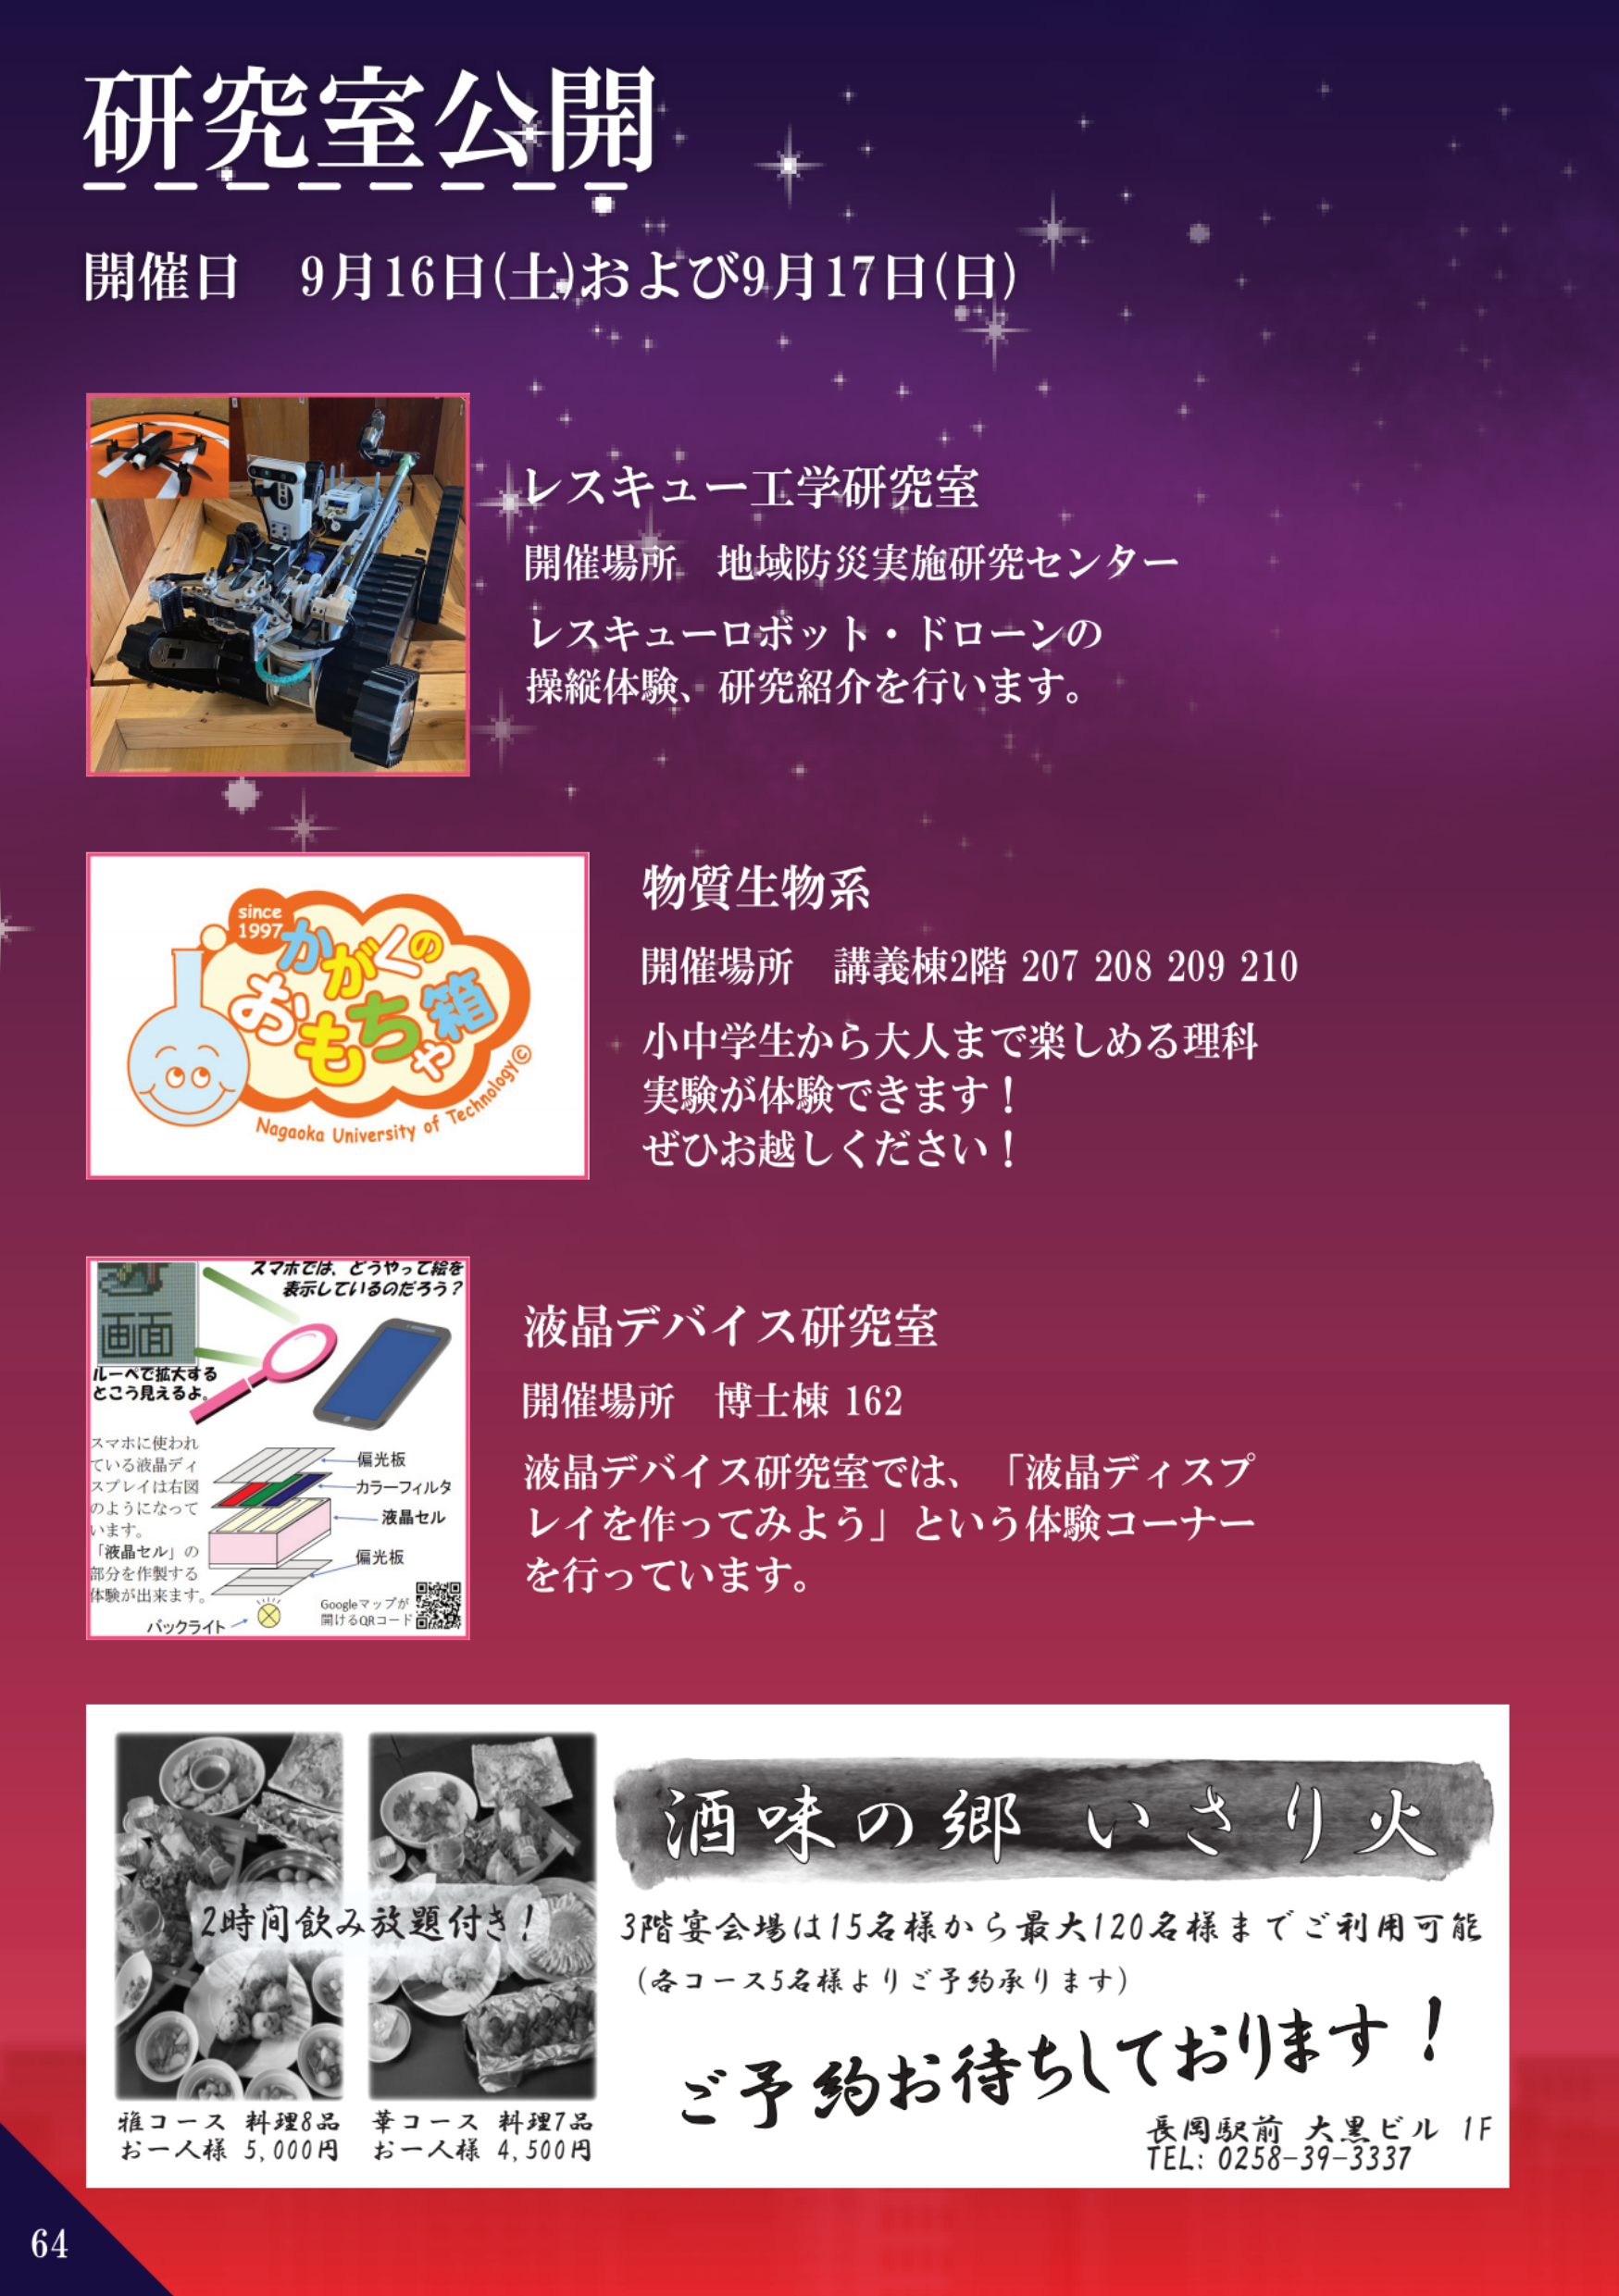 研究室公開
開催日　9月16日(土)および9月17日(日)
レスキュー工学研究室
開催場所　地域防災実施研究センター
レスキューロボット・ドローンの
操縦体験、研究紹介を行います。
since
1997
かがくの
おもちゃ箱
Nagaoka University of Technology©
物質生物系
開催場所　講義棟2階 207 208 209 210
小中学生から大人まで楽しめる理科
実験が体験できます！
ぜひお越しください！
スマホでは、どうやって絵を
表示しているのだろう？
画面
ルーペで拡大する
とこう見えるよ。
スマホに使われ
ている液晶ディ
スプレイは右図
のようになって
います。
「液晶セル」の
部分を作製する
体験が出来ます。
偏光板
カラーフィルタ
液晶セル
偏光板
バックライト
Googleマップが
開けるQRコード
液晶デバイス研究室
開催場所　博士棟 162
液晶デバイス研究室では、「液晶ディスプ
レイを作ってみよう」という体験コーナー
を行っています。
2時間飲み放題付き！
雅コース 料理8品
お一人様 5,000円
華コース 料理7品
お一人様 4,500円
酒味の郷 いさり火
3階宴会場は15名様から最大120名様までご利用可能
（各コース5名様よりご予約承ります）
ご予約お待ちしております！
長岡駅前 大黒ビル 1F
TEL: 0258-39-3337
64